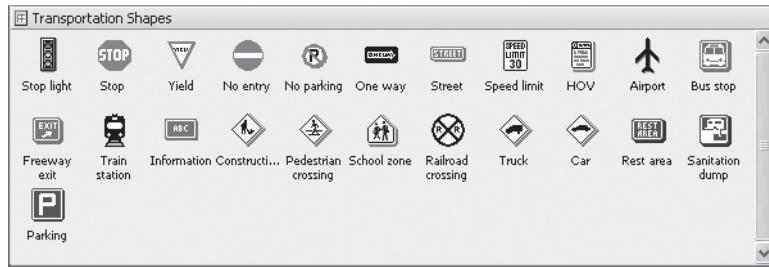 Transportation Shapes
STOP
YIELD
R
ONE WAY
STREET
SPEED
LIMIT
30
Stop light
Stop
Yield
No entry
No parking
One way
Street
Speed limit
HOV
Airport
Bus stop
EXIT
ABC
R R
REST
AREA
Freeway
exit
Train
station
Information
Constructi...
Pedestrian
crossing
School zone
Railroad
crossing
Truck
Car
Rest area
Sanitation
dump
P
Parking